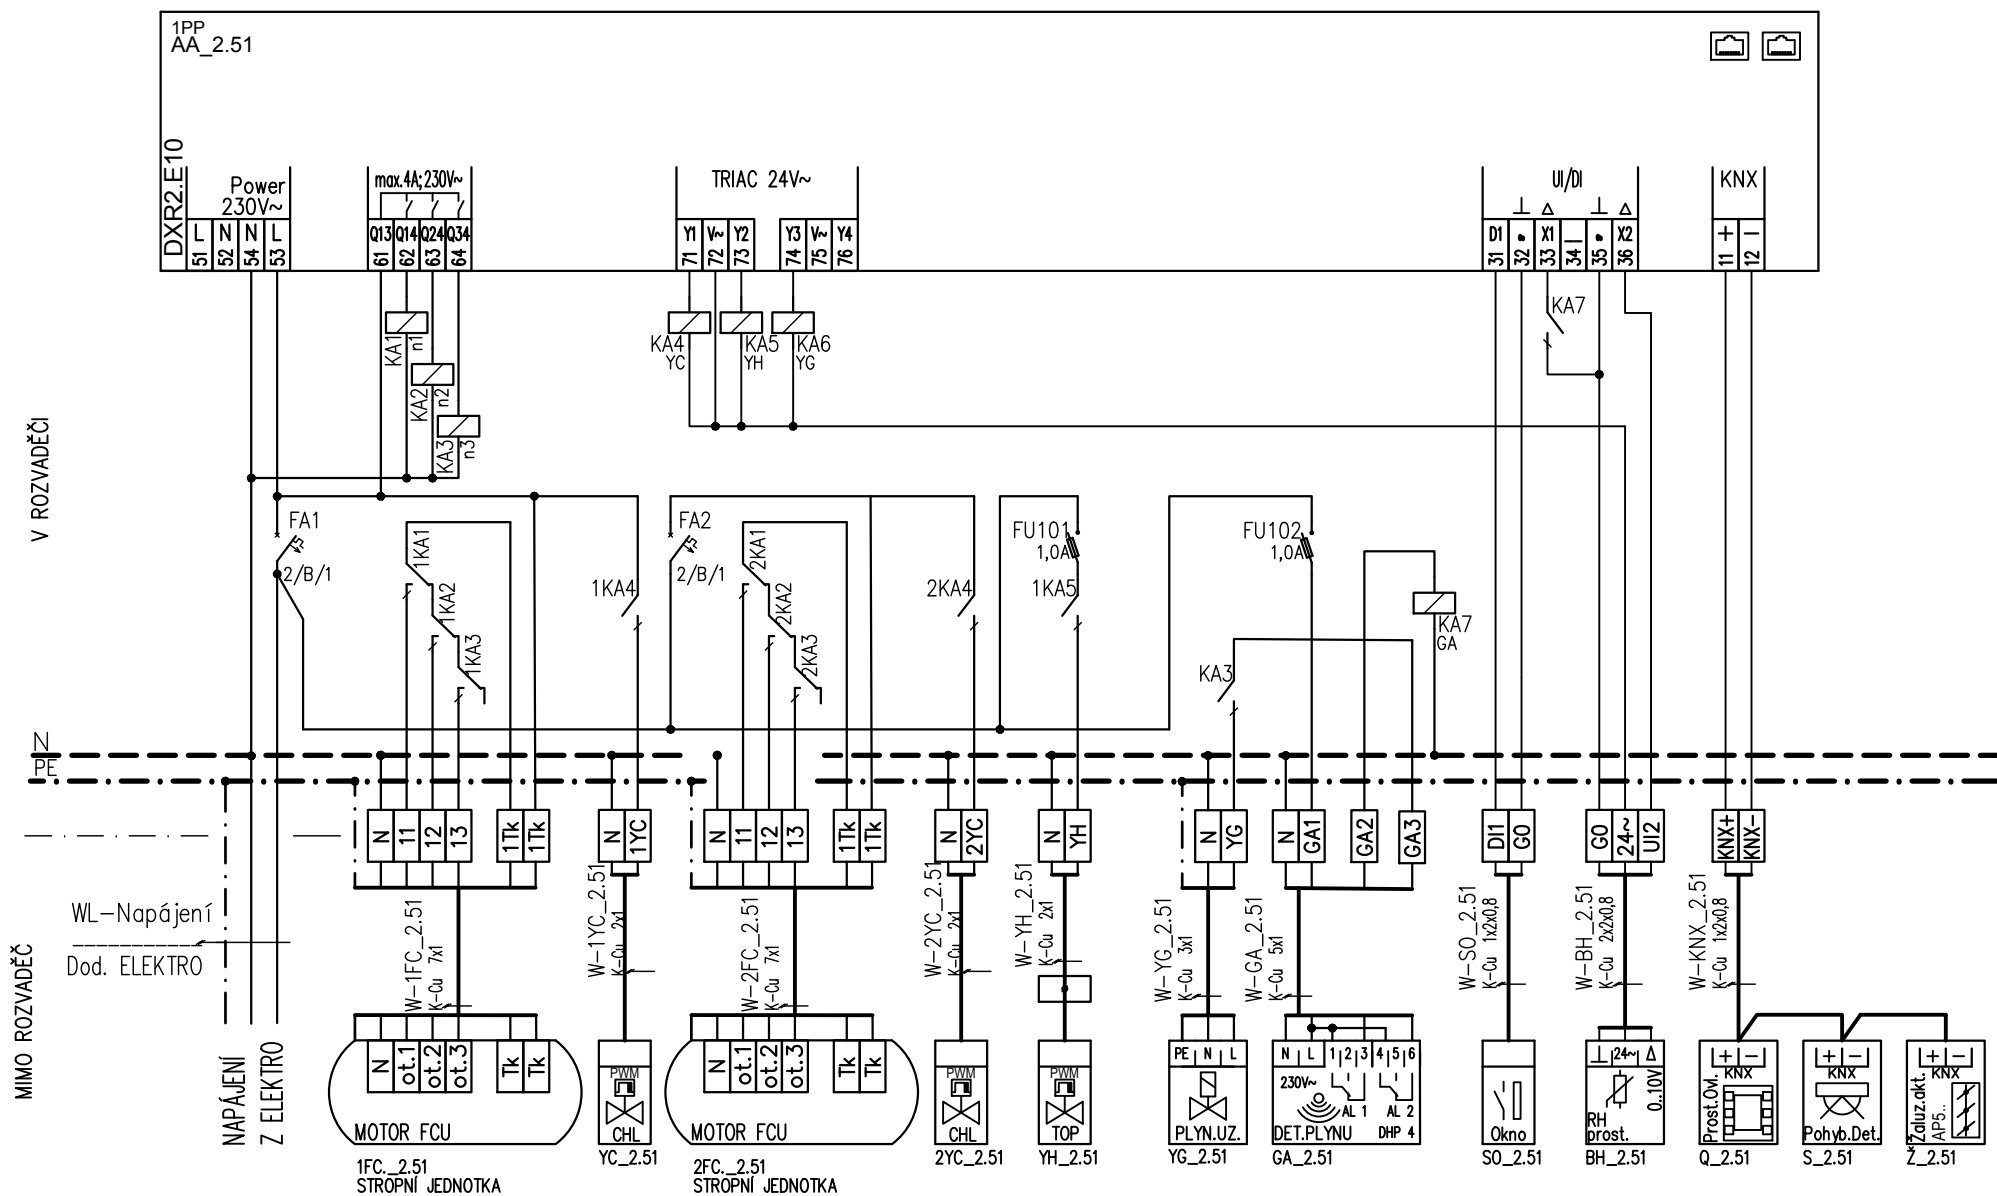 1PP
AA_2.51
DXR2.E10
Power
230V~
L N N L
51 52 54 53
max.4A;230V~
Q13 Q14 Q24 Q34
61 62 63 64
TRIAC 24V~
Y1 V~ Y2
71 72 73
Y3 V~ Y4
74 75 76
UI/DI
D1 X1 X2
31 32 33 34 35 36
KNX
+ −
11 12
KA1
n1
KA2
n2
KA3
n3
KA4
YC
KA5
YH
KA6
YG
KA7
V ROZVADĚČI
FA1
2/B/1
1KA1
1KA2
1KA3
1KA4
FA2
2/B/1
2KA1
2KA2
2KA3
2KA4
FU101
1,0A
1KA5
FU102
1,0A
KA3
KA7
GA
N
PE
N 11 12 13 1Tk 1Tk
N 1YC
N 11 12 13 1Tk 1Tk
N 2YC
N YH
N YG
N GA1 GA2 GA3
DI1 GO
GO 24~ UI2
KNX+ KNX-
MIMO ROZVADĚČ
WL-Napájení
Dod. ELEKTRO
NAPÁJENÍ
Z ELEKTRO
W-1FC_2.51
K-Cu 7x1
W-1YC_2.51
K-Cu 2x1
W-2FC_2.51
K-Cu 7x1
W-2YC_2.51
K-Cu 2x1
W-YH_2.51
K-Cu 2x1
W-YG_2.51
K-Cu 3x1
W-GA_2.51
K-Cu 5x1
W-SO_2.51
K-Cu 1x2x0,8
W-BH_2.51
K-Cu 2x2x0,8
W-KNX_2.51
K-Cu 1x2x0,8
N ot.1 ot.2 ot.3 Tk Tk
MOTOR FCU
1FC._2.51
STROPNÍ JEDNOTKA
PWM
CHL
YC_2.51
N ot.1 ot.2 ot.3 Tk Tk
MOTOR FCU
2FC._2.51
STROPNÍ JEDNOTKA
PWM
CHL
2YC_2.51
PWM
TOP
YH_2.51
PE N L
PLYN.UZ.
YG_2.51
N L 1 2 3 4 5 6
230V~
AL 1 AL 2
DET.PLYNU DHP 4
GA_2.51
Okno
SO_2.51
24~
0..10V
RH
prost.
BH_2.51
+ −
KNX
Prost.Ovl.
Q_2.51
+ −
KNX
Pohyb.Det.
S_2.51
+ −
KNX
Žaluz.akt.
AP5..
Ž_2.51